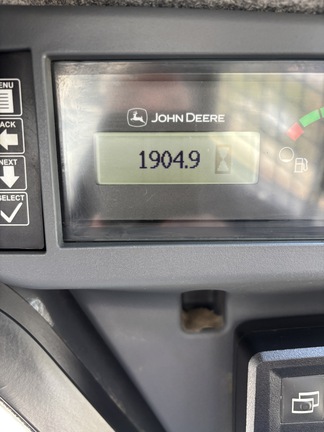 MENU
BACK
NEXT
SELECT
JOHN DEERE
1904.9